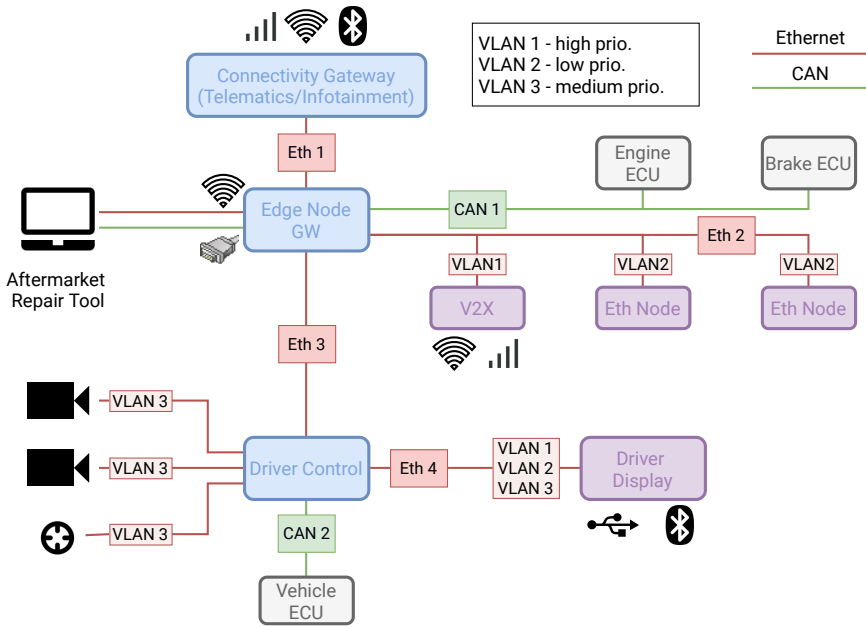 Connectivity Gateway
(Telematics/Infotainment)
VLAN 1 - high prio.
VLAN 2 - low prio.
VLAN 3 - medium prio.
Ethernet
CAN
Eth 1
Engine
ECU
Brake ECU
Edge Node
GW
CAN 1
Eth 2
VLAN1
VLAN2
VLAN2
Aftermarket
Repair Tool
V2X
Eth Node
Eth Node
Eth 3
VLAN 3
VLAN 3
VLAN 3
Driver Control
Eth 4
VLAN 1
VLAN 2
VLAN 3
Driver
Display
CAN 2
Vehicle
ECU